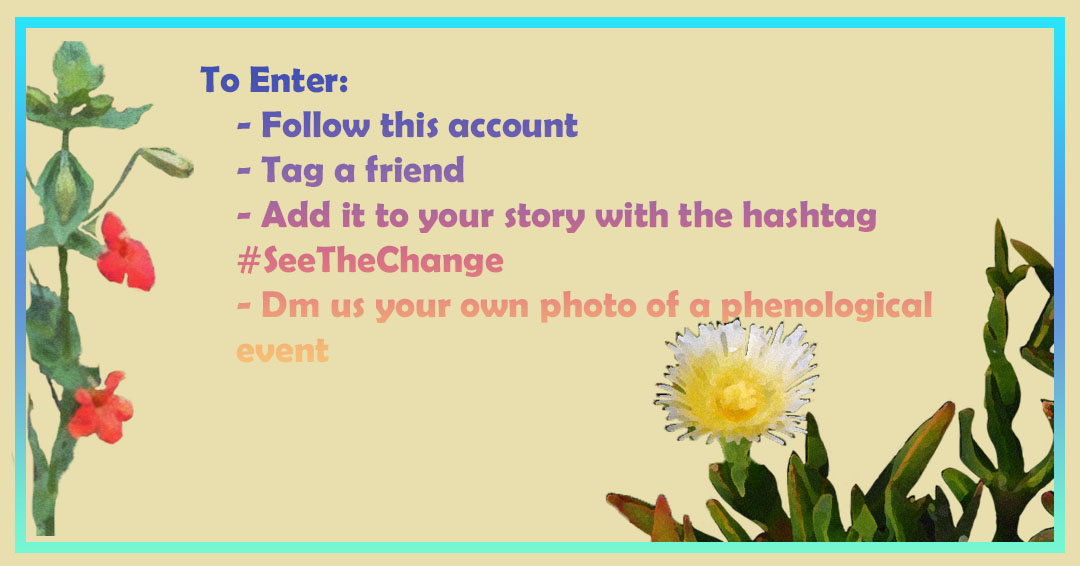 To Enter:
- Follow this account
- Tag a friend
- Add it to your story with the hashtag
#SeeTheChange
- Dm us your own photo of a phenological
event